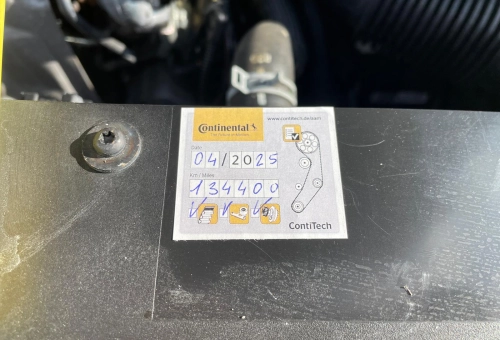 Continental
www.contitech.de/aam
Date
04/2025
Km / Miles
134400
ContiTech